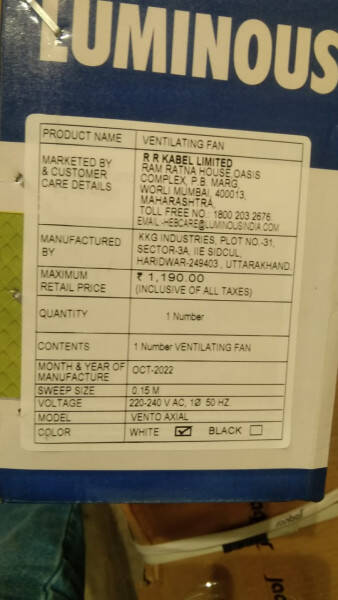 LUMINOUS
PRODUCT NAME VENTILATING FAN
MARKETED BY & CUSTOMER CARE DETAILS
R R KABEL LIMITED
RAM RATNA HOUSE,OASIS
COMPLEX, P.B. MARG,
WORLI MUMBAI, 400013,
MAHARASHTRA,
TOLL FREE NO.: 1800 203 2676
EMAIL.-HEBCARE@LUMINOUSINDIA.COM
MANUFACTURED BY
KKG INDUSTRIES, PLOT NO.-31,
SECTOR-3A, IIE SIDCUL,
HARIDWAR-249403 , UTTARAKHAND
MAXIMUM RETAIL PRICE
₹ 1,190.00
(INCLUSIVE OF ALL TAXES)
QUANTITY 1 Number
CONTENTS 1 Number VENTILATING FAN
MONTH & YEAR OF MANUFACTURE OCT-2022
SWEEP SIZE 0.15 M
VOLTAGE 220-240 V AC, 1Ø 50 HZ.
MODEL VENTO AXIAL
COLOR WHITE ☑ BLACK ☐